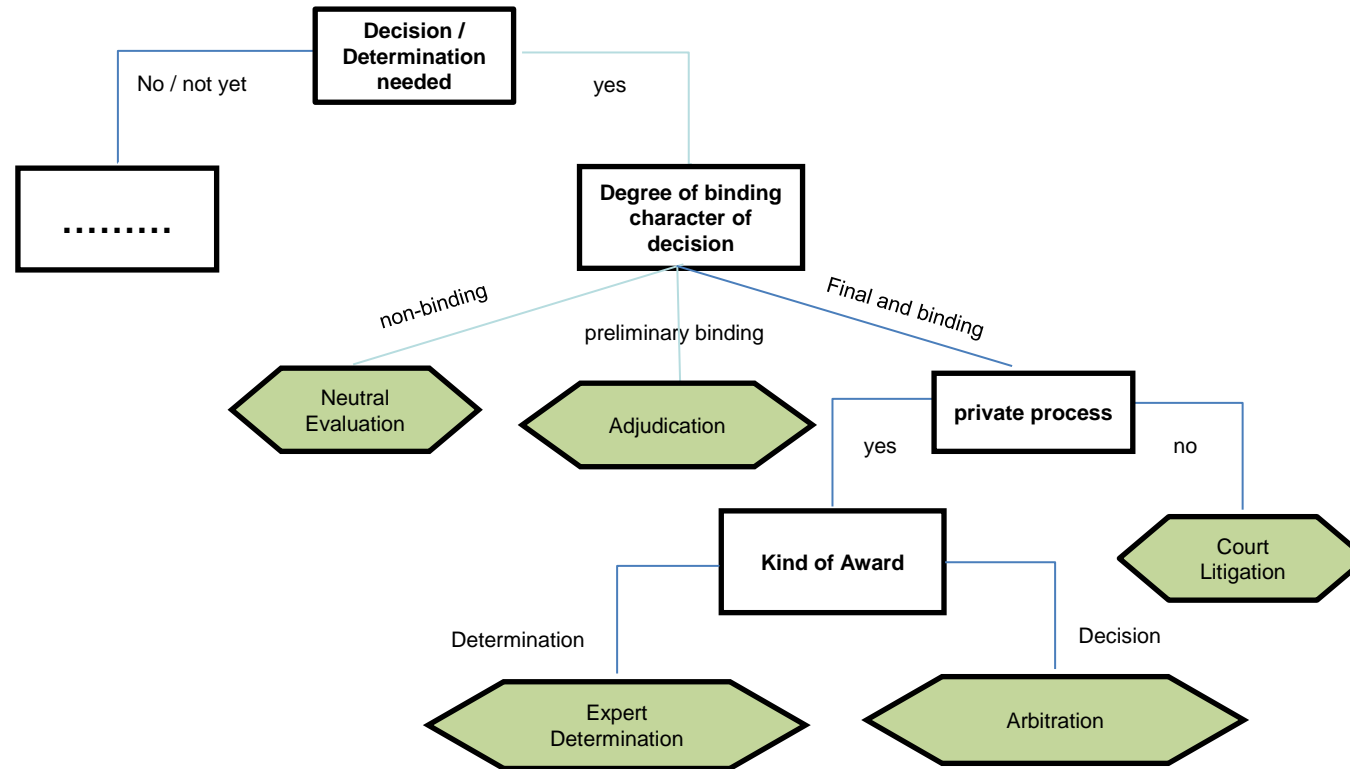 Decision /
Determination
needed
No / not yet
yes
.........
Degree of binding
character of
decision
non-binding
preliminary binding
Final and binding
Neutral
Evaluation
Adjudication
private process
yes
no
Kind of Award
Court
Litigation
Determination
Decision
Expert
Determination
Arbitration